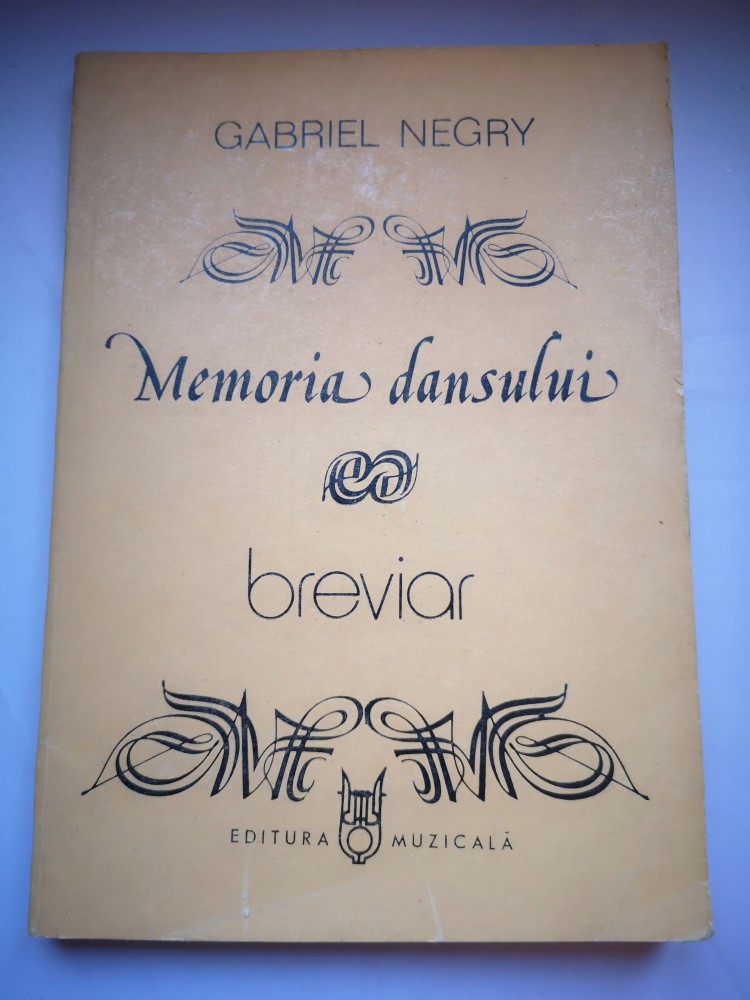 GABRIEL NEGRY
Memoria dansului
breviar
EDITURA MUZICALĂ